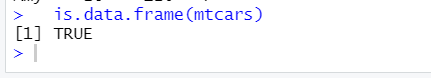 > is.data.frame(mtcars)
[1] TRUE
>